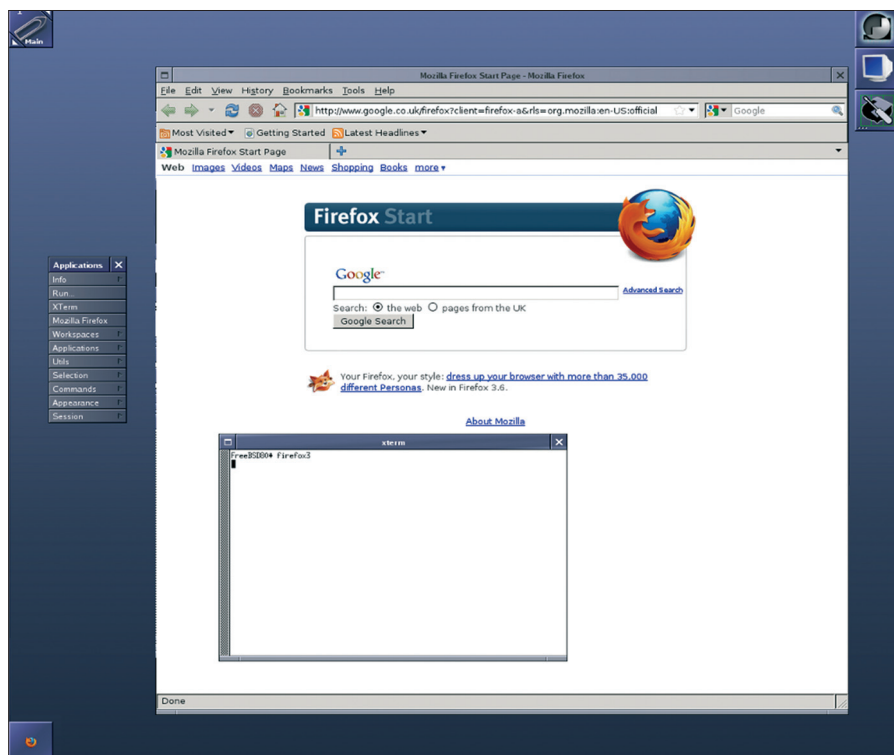 1
Main
Mozilla Firefox Start Page - Mozilla Firefox
File Edit View History Bookmarks Tools Help
http://www.google.co.uk/firefox?client=firefox-a&rls=org.mozilla:en-US:official
Google
Most Visited Getting Started Latest Headlines
Mozilla Firefox Start Page
Web Images Videos Maps News Shopping Books more
Firefox Start
Google™
Advanced Search
Search: the web pages from the UK
Google Search
Your Firefox, your style: dress up your browser with more than 35,000
different Personas. New in Firefox 3.6.
About Mozilla
Applications
Info
Run...
XTerm
Mozilla Firefox
Workspaces
Applications
Utils
Selection
Commands
Appearance
Session
xterm
FreeBSD80# firefox3
Done